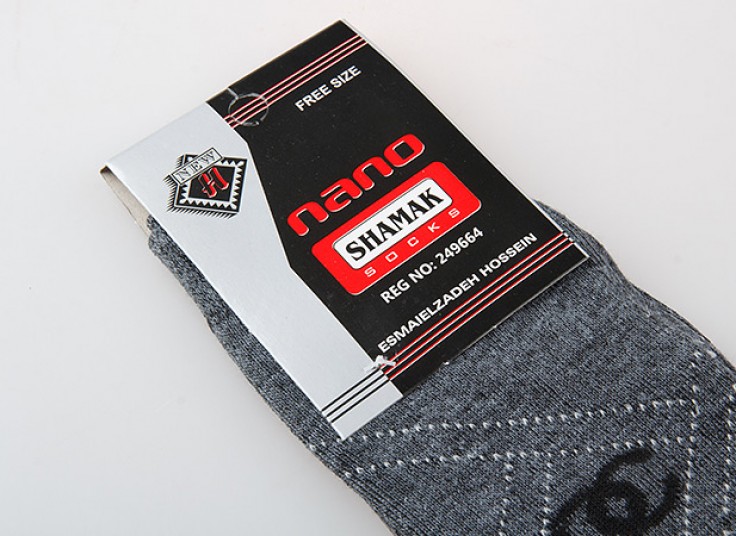 FREE SIZE
NEW
H
nano
SHAMAK
SOCKS
REG NO: 249664
ESMAIELZADEH HOSSEIN